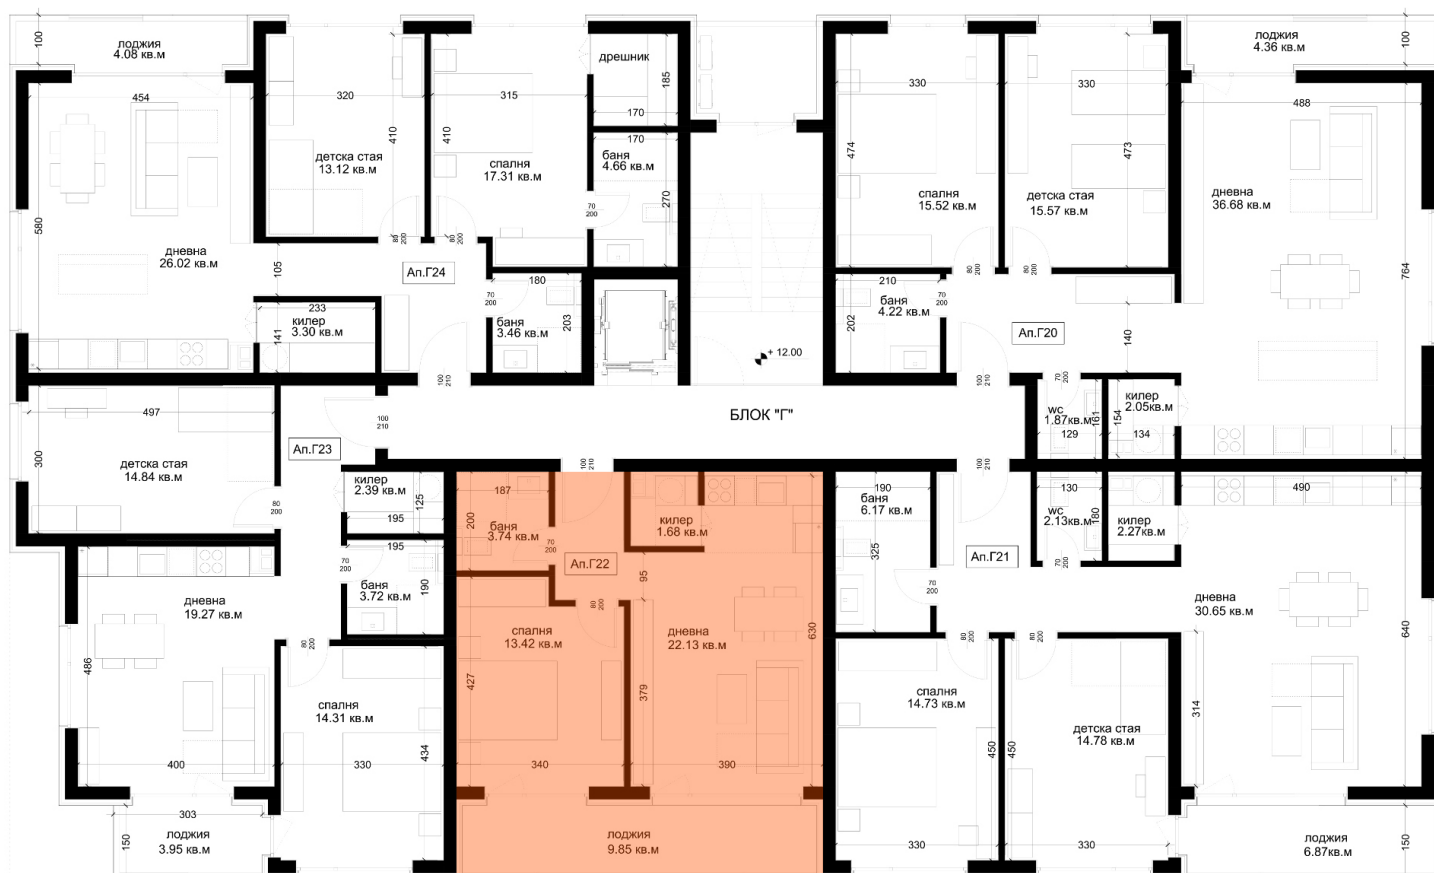 лоджия
4.08 кв.м
100
454
580
дневна
26.02 кв.м
320
410
детска стая
13.12 кв.м
315
410
спалня
17.31 кв.м
дрешник
185
170
170
баня
4.66 кв.м
270
70
200
80
200
80
200
Ап.Г24
105
233
килер
3.30 кв.м
141
180
70
200
баня
3.46 кв.м
203
100
210
+ 12.00
БЛОК "Г"
330
474
спалня
15.52 кв.м
330
473
детска стая
15.57 кв.м
лоджия
4.36 кв.м
100
488
дневна
36.68 кв.м
764
80
200
80
200
210
баня
4.22 кв.м
202
70
200
Ап.Г20
140
100
210
70
200
wc
1.87кв.м
161
129
килер
2.05кв.м
154
134
497
300
детска стая
14.84 кв.м
Ап.Г23
100
210
80
200
килер
2.39 кв.м
125
195
195
70
200
баня
3.72 кв.м
190
дневна
19.27 кв.м
486
400
80
200
спалня
14.31 кв.м
434
330
303
150
лоджия
3.95 кв.м
100
210
187
200
баня
3.74 кв.м
70
200
Ап.Г22
килер
1.68 кв.м
95
80
200
спалня
13.42 кв.м
427
340
дневна
22.13 кв.м
630
379
390
лоджия
9.85 кв.м
100
210
190
баня
6.17 кв.м
325
70
200
Ап.Г21
130
wc
2.13кв.м
180
килер
2.27кв.м
70
200
490
дневна
30.65 кв.м
640
314
80
200
80
200
спалня
14.73 кв.м
450
330
450
детска стая
14.78 кв.м
330
лоджия
6.87кв.м
150